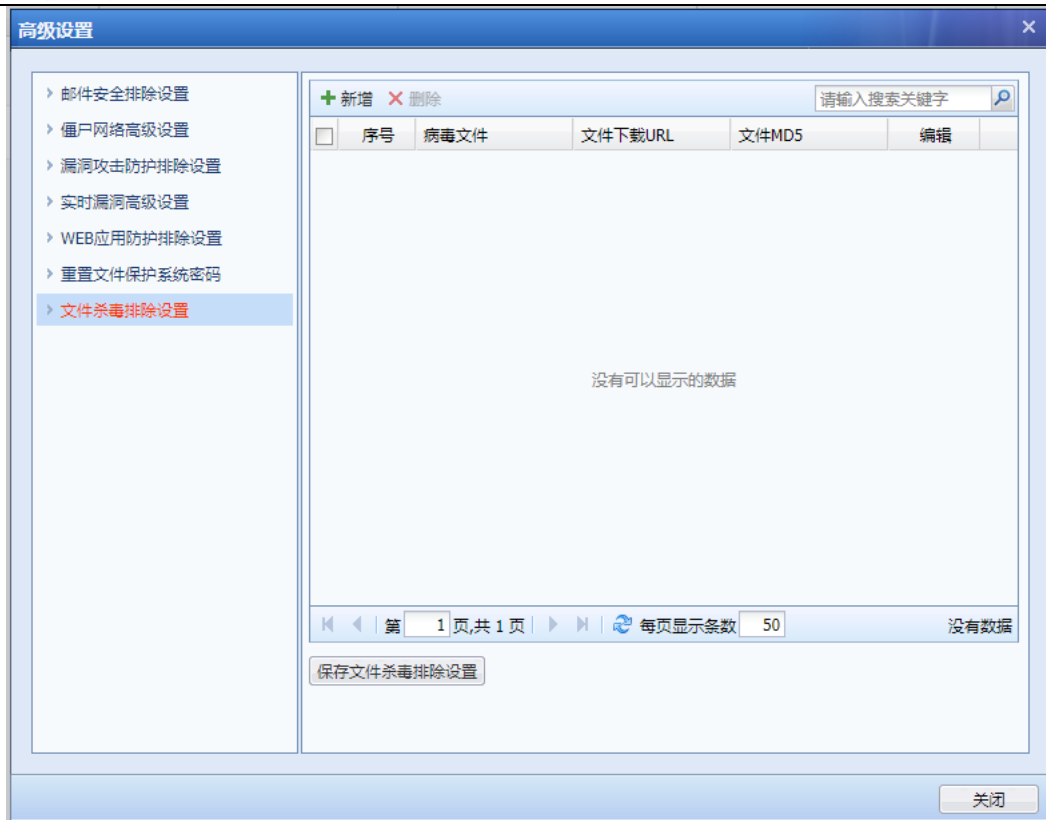 高级设置
邮件安全排除设置
僵尸网络高级设置
漏洞攻击防护排除设置
实时漏洞高级设置
WEB应用防护排除设置
重置文件保护系统密码
文件杀毒排除设置
新增 删除 请输入搜索关键字
序号 病毒文件 文件下载URL 文件MD5 编辑
没有可以显示的数据
第 1 页,共 1 页 每页显示条数 50 没有数据
保存文件杀毒排除设置
关闭